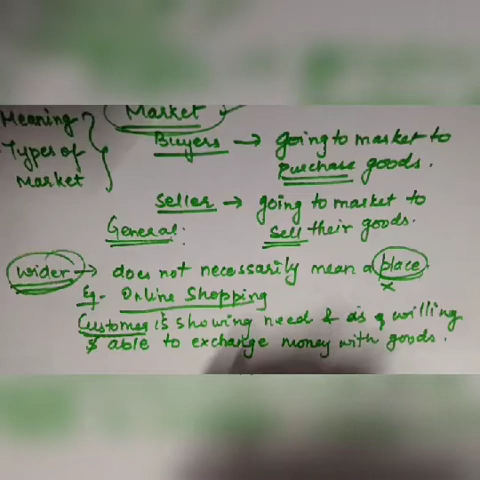 Market
Meaning
Types of
Market
Buyers → going to market to
purchase goods.
Seller → going to market to
Sell their goods.
General:
wider → does not necessarily mean a place
Eg- Online Shopping
Customer is showing need & is willing
& able to exchange money with goods.